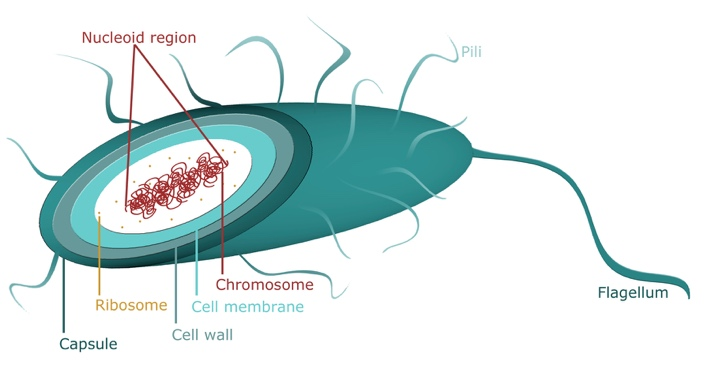 Nucleoid region
Pili
Chromosome
Flagellum
Ribosome
Cell membrane
Cell wall
Capsule